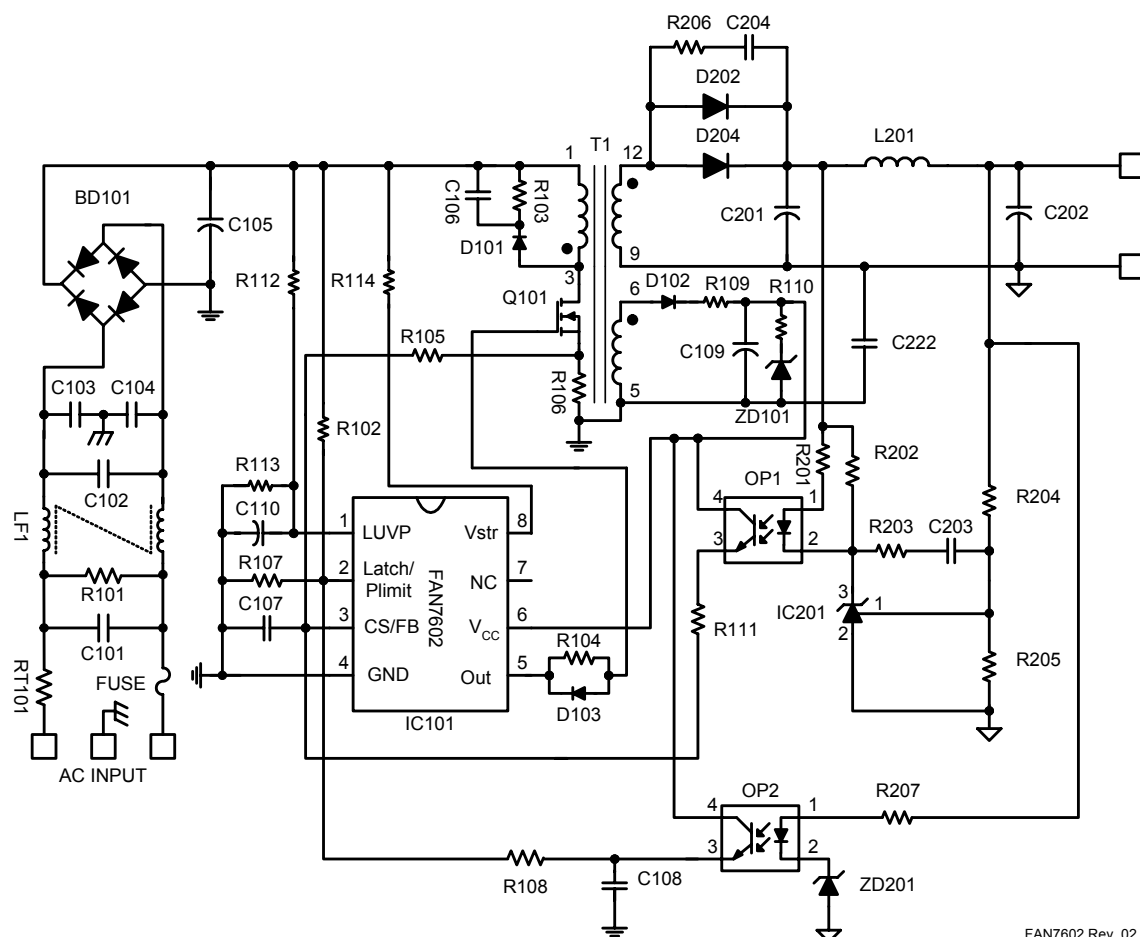 R206 C204
D202
D204
L201
T1
1
12
BD101
C105
C106
R103
D101
3
9
C201
C202
R112
R114
Q101
6
D102
R109
R110
R105
C109
C222
R106
5
ZD101
C103 C104
R102
R201
R202
C102
R113
OP1
LF1
C110
4
1
R204
1
LUVP
Vstr
8
3
2
R203 C203
R107
2
Latch/
Plimit
NC
7
R101
FAN7602
3
1
IC201
2
C107
3
CS/FB
VCC
6
R104
R111
C101
4
GND
Out
5
R205
RT101
FUSE
D103
IC101
AC INPUT
OP2
4
1
R207
3
2
R108
C108
ZD201
FAN7602 Rev. 02